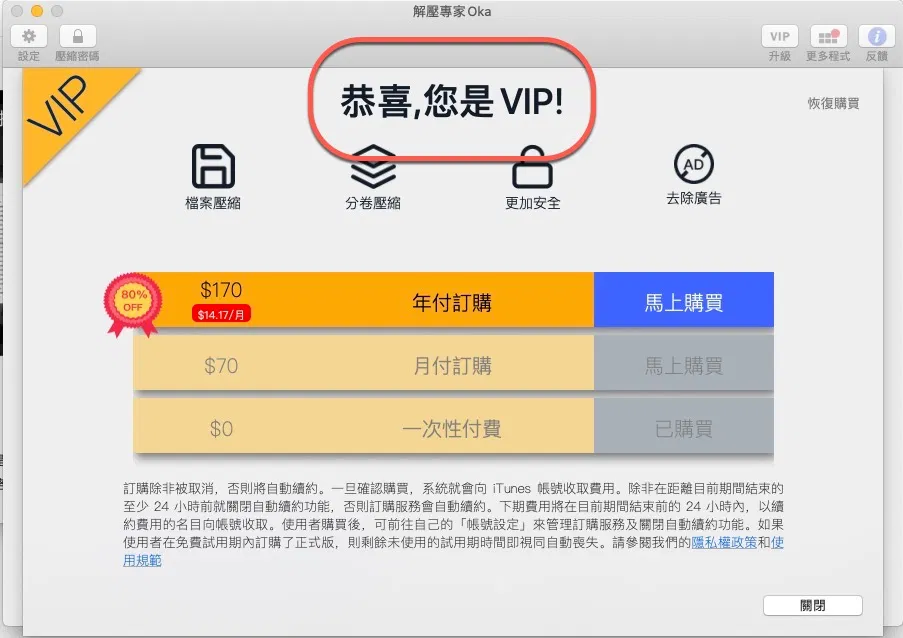 解壓專家Oka
設定
壓縮密碼
VIP
升級
更多程式
反饋
VIP
恭喜,您是 VIP!
恢復購買
檔案壓縮
分卷壓縮
更加安全
AD
去除廣告
80%
OFF
$170
$14.17/月
年付訂購
馬上購買
$70
月付訂購
馬上購買
$0
一次性付費
已購買
訂購除非被取消，否則將自動續約。一旦確認購買，系統就會向 iTunes 帳號收取費用。除非在距離目前期間結束的
至少 24 小時前就關閉自動續約功能，否則訂購服務會自動續約。下期費用將在目前期間結束前的 24 小時內，以續
約費用的名目向帳號收取。使用者購買後，可前往自己的「帳號設定」來管理訂購服務及關閉自動續約功能。如果
使用者在免費試用期內訂購了正式版，則剩餘未使用的試用期時間即視同自動喪失。請參閱我們的隱私權政策和使
用規範
關閉